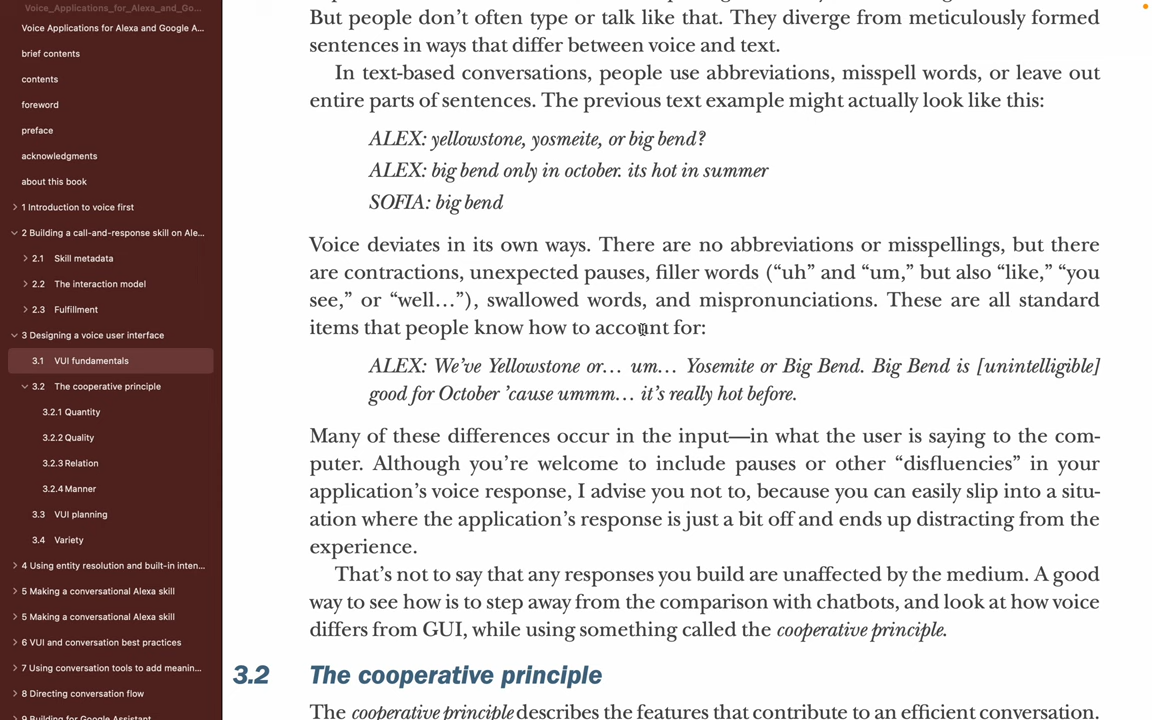 Voice_Applications_for_Alexa_and_Go...
Voice Applications for Alexa and Google A...
brief contents
contents
foreword
preface
acknowledgments
about this book
1 Introduction to voice first
2 Building a call-and-response skill on Ale...
2.1 Skill metadata
2.2 The interaction model
2.3 Fulfillment
3 Designing a voice user interface
3.1 VUI fundamentals
3.2 The cooperative principle
3.2.1 Quantity
3.2.2 Quality
3.2.3 Relation
3.2.4 Manner
3.3 VUI planning
3.4 Variety
4 Using entity resolution and built-in inten...
5 Making a conversational Alexa skill
5 Making a conversational Alexa skill
6 VUI and conversation best practices
7 Using conversation tools to add meanin...
8 Directing conversation flow
9 Building for Google Assistant
But people don't often type or talk like that. They diverge from meticulously formed
sentences in ways that differ between voice and text.
In text-based conversations, people use abbreviations, misspell words, or leave out
entire parts of sentences. The previous text example might actually look like this:
ALEX: yellowstone, yosmeite, or big bend?
ALEX: big bend only in october. its hot in summer
SOFIA: big bend
Voice deviates in its own ways. There are no abbreviations or misspellings, but there
are contractions, unexpected pauses, filler words (“uh” and “um,” but also “like,” “you
see,” or “well…”), swallowed words, and mispronunciations. These are all standard
items that people know how to account for:
ALEX: We've Yellowstone or… um… Yosemite or Big Bend. Big Bend is [unintelligible]
good for October 'cause ummm… it's really hot before.
Many of these differences occur in the input—in what the user is saying to the com-
puter. Although you're welcome to include pauses or other “disfluencies” in your
application's voice response, I advise you not to, because you can easily slip into a situ-
ation where the application's response is just a bit off and ends up distracting from the
experience.
That's not to say that any responses you build are unaffected by the medium. A good
way to see how is to step away from the comparison with chatbots, and look at how voice
differs from GUI, while using something called the cooperative principle.
3.2 The cooperative principle
The cooperative principle describes the features that contribute to an efficient conversation.